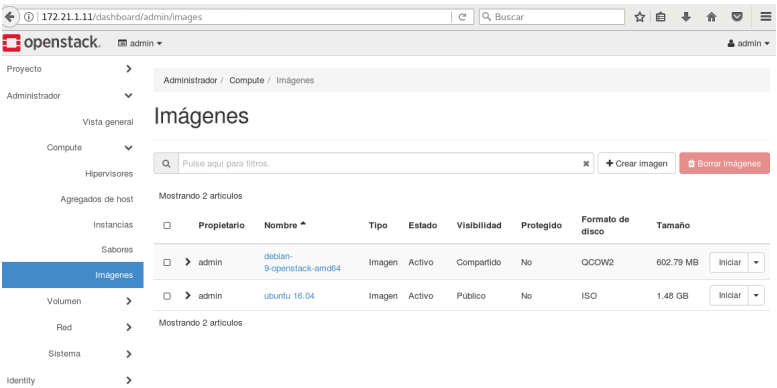 172.21.1.11/dashboard/admin/images
Buscar
openstack.
admin
admin
Proyecto
Administrador
Vista general
Compute
Hipervisores
Agregados de host
Instancias
Sabores
Imágenes
Volumen
Red
Sistema
Identity
Administrador / Compute / Imágenes
Imágenes
Pulse aquí para filtros.
Crear imagen
Borrar imágenes
Mostrando 2 articulos
Propietario Nombre Tipo Estado Visibilidad Protegido Formato de disco Tamaño
admin debian-9-openstack-amd64 Imagen Activo Compartido No QCOW2 602.79 MB Iniciar
admin ubuntu 16.04 Imagen Activo Público No ISO 1.48 GB Iniciar
Mostrando 2 articulos